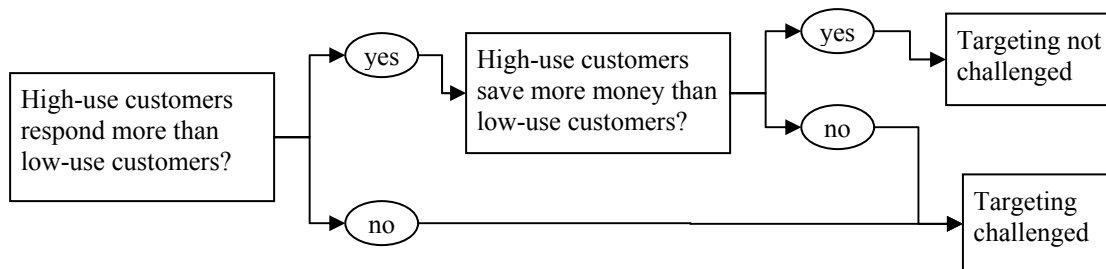 High-use customers
respond more than
low-use customers?
yes
High-use customers
save more money than
low-use customers?
yes
Targeting not
challenged
no
no
Targeting
challenged